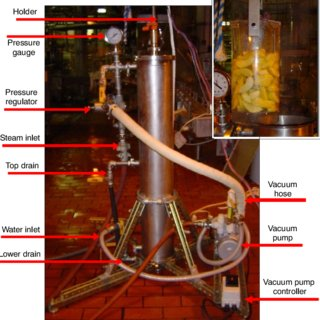 Holder
Pressure
gauge
Pressure
regulator
Steam inlet
Top drain
Water inlet
Lower drain
Vacuum
hose
Vacuum
pump
Vacuum pump
controller